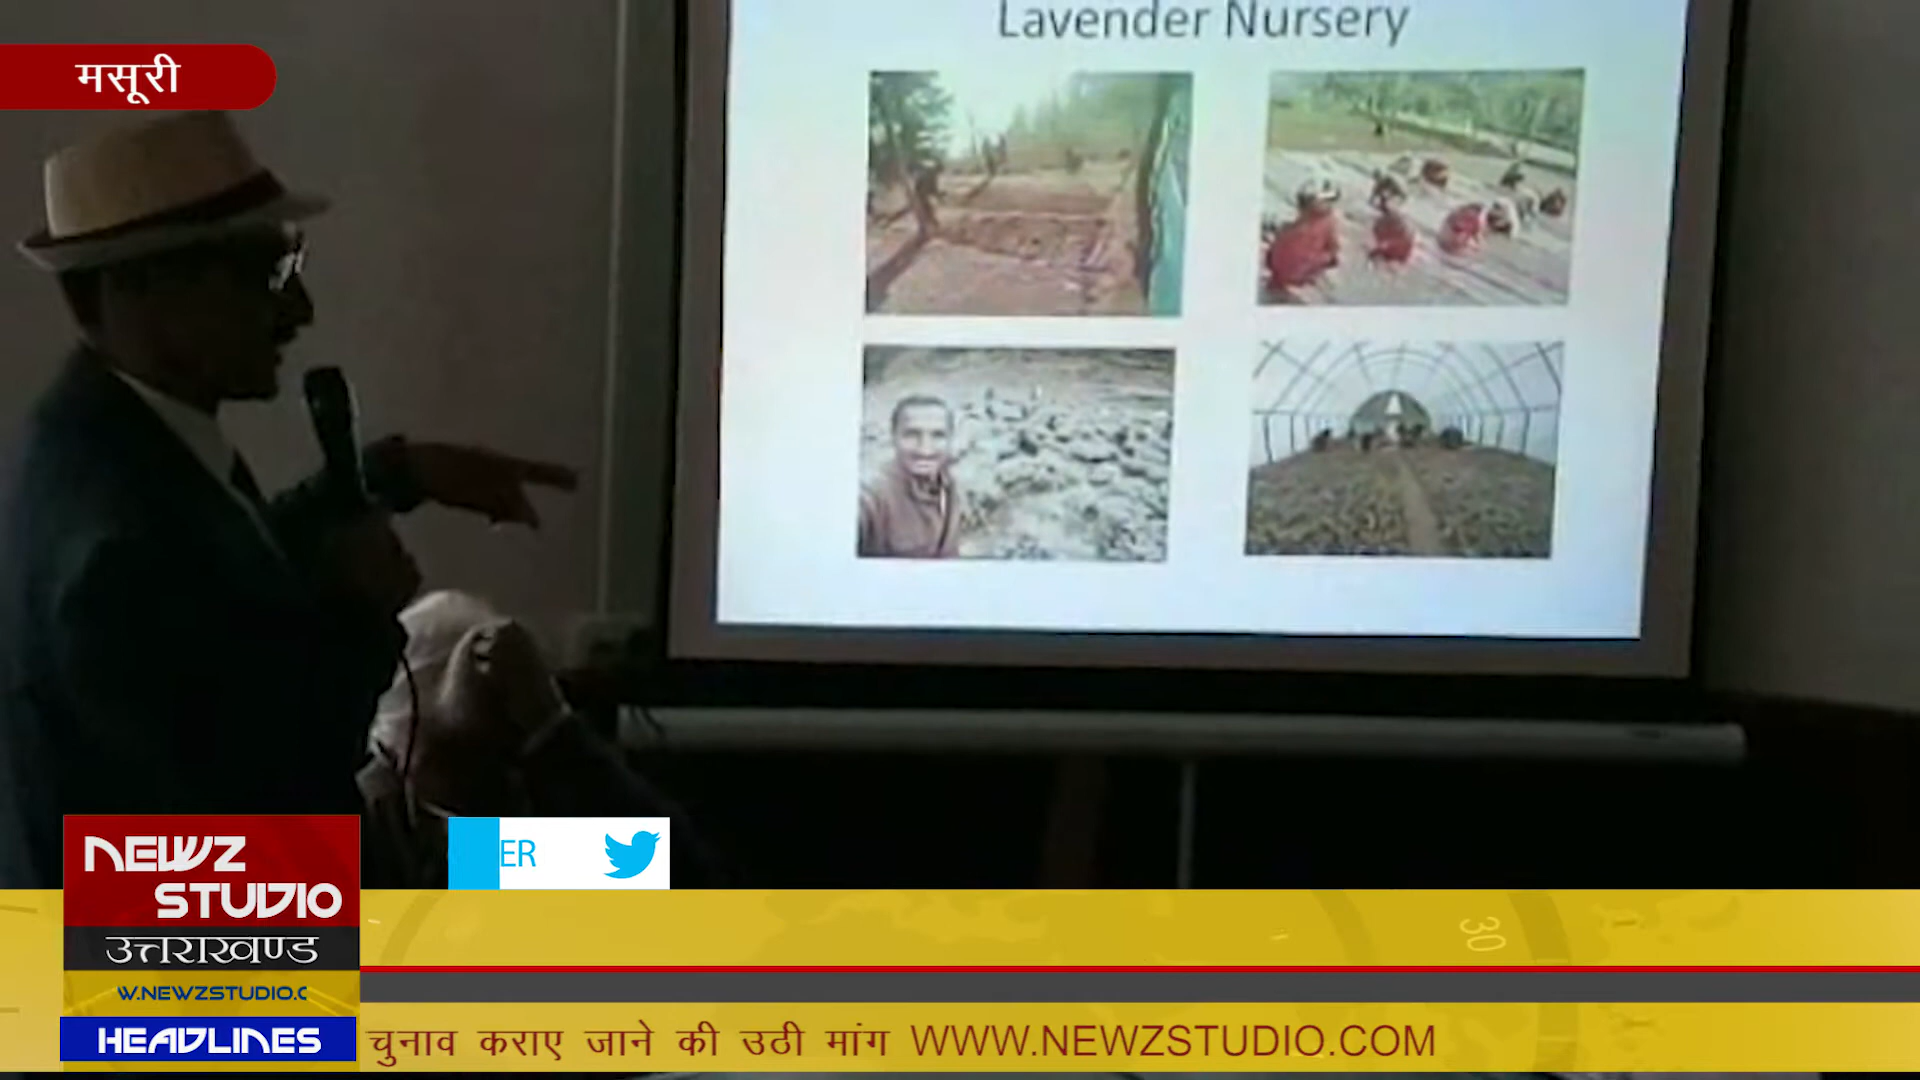 Lavender Nursery
मसूरी
ER
NEWZ
STUDIO
उत्तराखण्ड
30
W.NEWZSTUDIO.C
HEADLINES
चुनाव कराए जाने की उठी मांग WWW.NEWZSTUDIO.COM